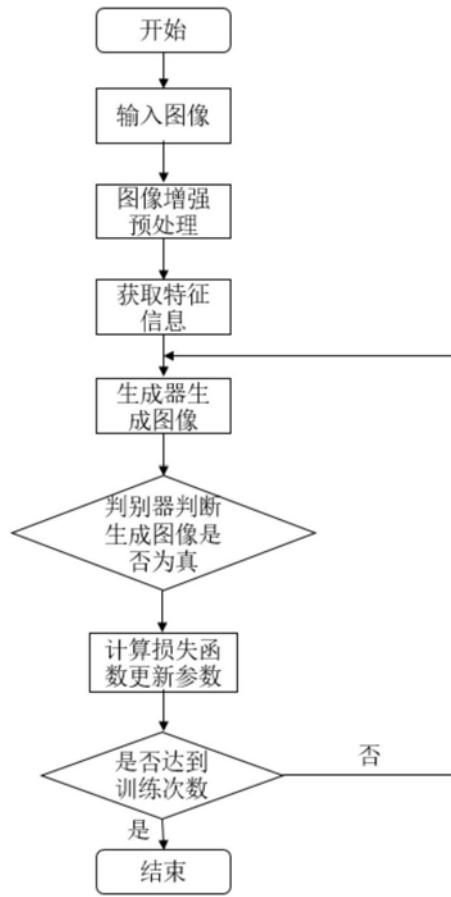 开始
输入图像
图像增强
预处理
获取特征
信息
生成器生
成图像
判别器判断
生成图像是
否为真
计算损失函
数更新参数
是否达到
训练次数
否
是
结束